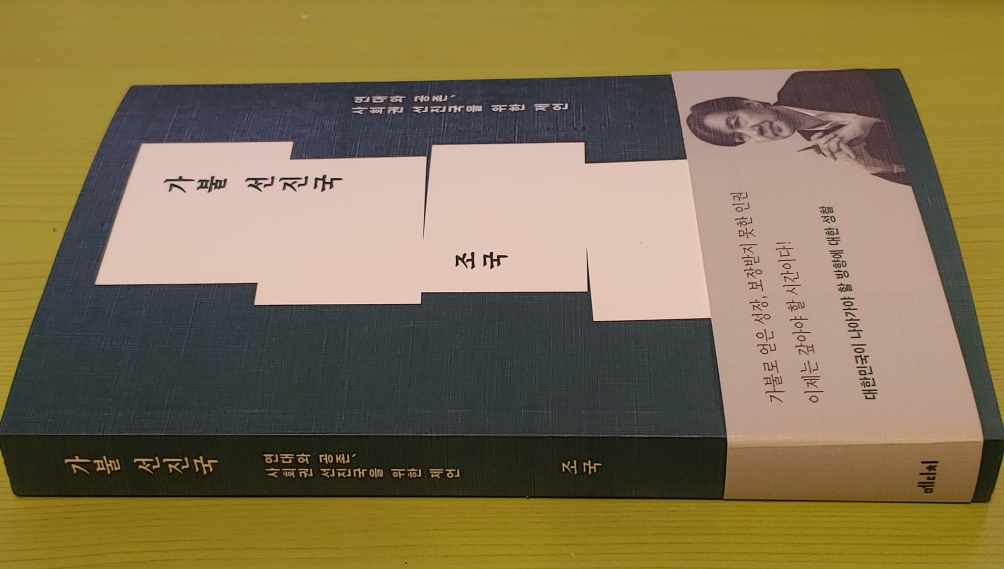 연대와 공존,
사회권 선진국을 위한 제언
가불 선진국
조국
가불로 얻은 성장, 보장받지 못한 인권
이제는 갚아야 할 시간이다!
대한민국이 나아가야 할 방향에 대한 성찰
가불 선진국
연대와 공존,
사회권 선진국을 위한 제언
조국
메디치